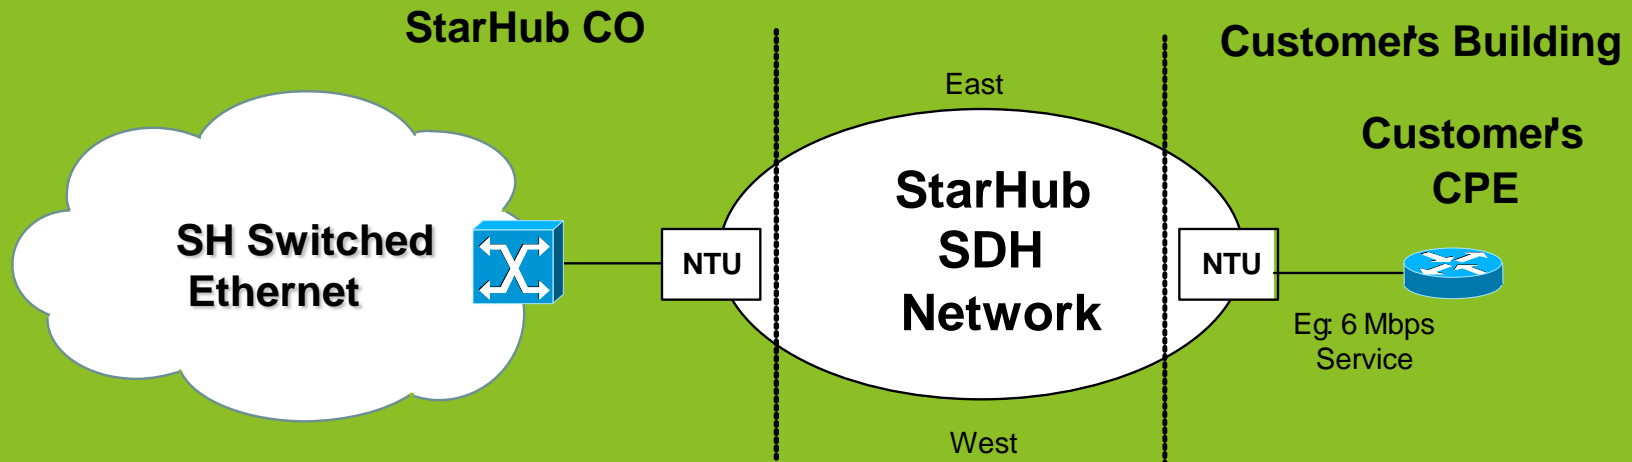 StarHub CO
Customer's Building
East
Customer's
CPE
StarHub
SDH
Network
SH Switched
Ethernet
NTU
NTU
Eg: 6 Mbps
Service
West